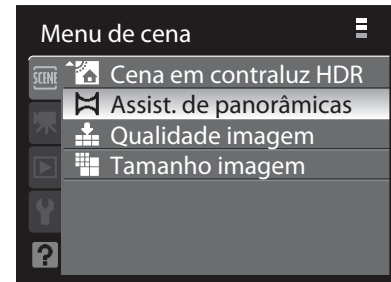 Menu de cena
SCENE
Cena em contraluz HDR
Assist. de panorâmicas
Qualidade imagem
Tamanho imagem
?